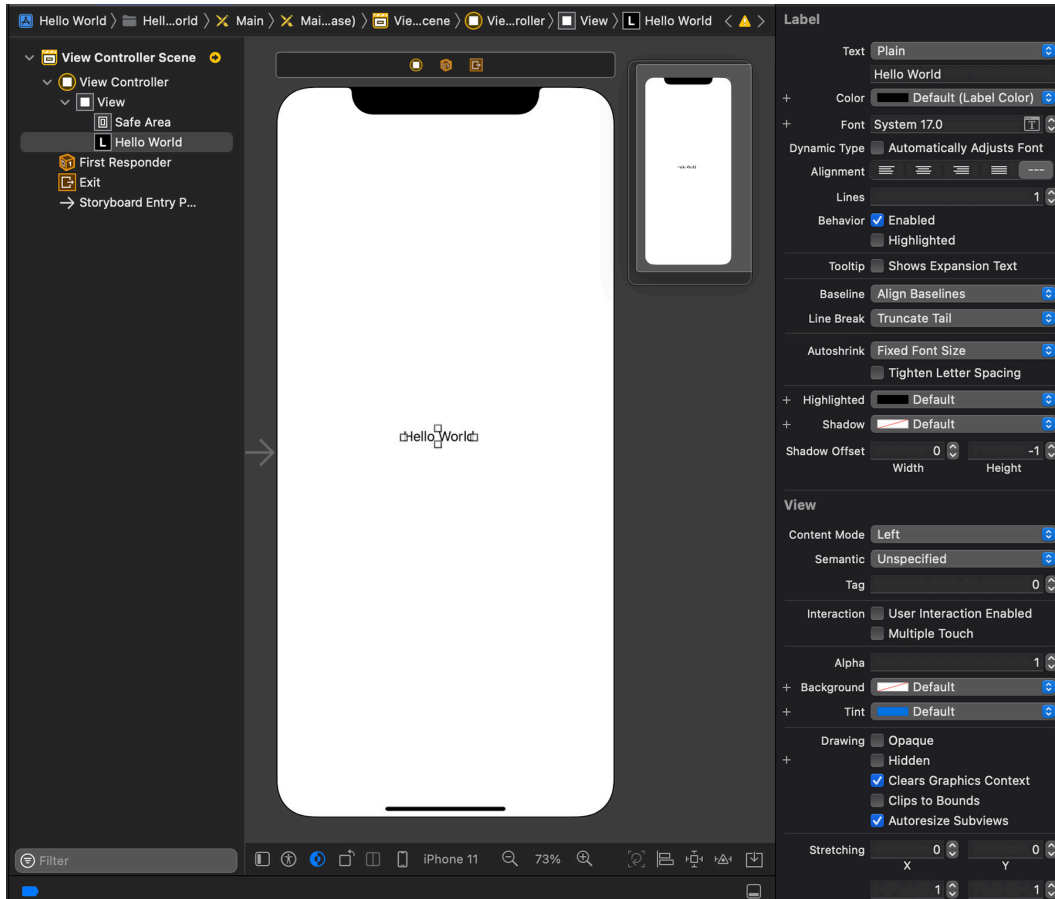 Hello World Hell...orld Main Mai...ase) Vie...cene Vie...roller View L Hello World
View Controller Scene
View Controller
View
Safe Area
L Hello World
First Responder
Exit
Storyboard Entry P...
Filter
Hello World
iPhone 11 73%
Label
Text Plain
Hello World
Color Default (Label Color)
Font System 17.0 T
Dynamic Type Automatically Adjusts Font
Alignment ---
Lines 1
Behavior Enabled
Highlighted
Tooltip Shows Expansion Text
Baseline Align Baselines
Line Break Truncate Tail
Autoshrink Fixed Font Size
Tighten Letter Spacing
Highlighted Default
Shadow Default
Shadow Offset 0 -1
Width Height
View
Content Mode Left
Semantic Unspecified
Tag 0
Interaction User Interaction Enabled
Multiple Touch
Alpha 1
Background Default
Tint Default
Drawing Opaque
Hidden
Clears Graphics Context
Clips to Bounds
Autoresize Subviews
Stretching 0 0
X Y
1 1